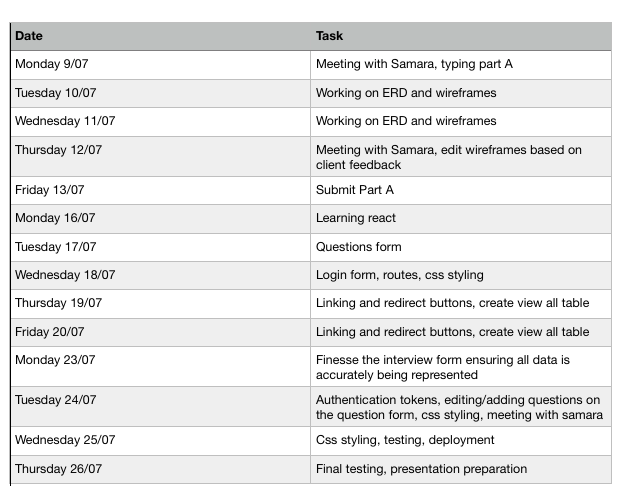 Date Task
Monday 9/07 Meeting with Samara, typing part A
Tuesday 10/07 Working on ERD and wireframes
Wednesday 11/07 Working on ERD and wireframes
Thursday 12/07 Meeting with Samara, edit wireframes based on
client feedback
Friday 13/07 Submit Part A
Monday 16/07 Learning react
Tuesday 17/07 Questions form
Wednesday 18/07 Login form, routes, css styling
Thursday 19/07 Linking and redirect buttons, create view all table
Friday 20/07 Linking and redirect buttons, create view all table
Monday 23/07 Finesse the interview form ensuring all data is
accurately being represented
Tuesday 24/07 Authentication tokens, editing/adding questions on
the question form, css styling, meeting with samara
Wednesday 25/07 Css styling, testing, deployment
Thursday 26/07 Final testing, presentation preparation